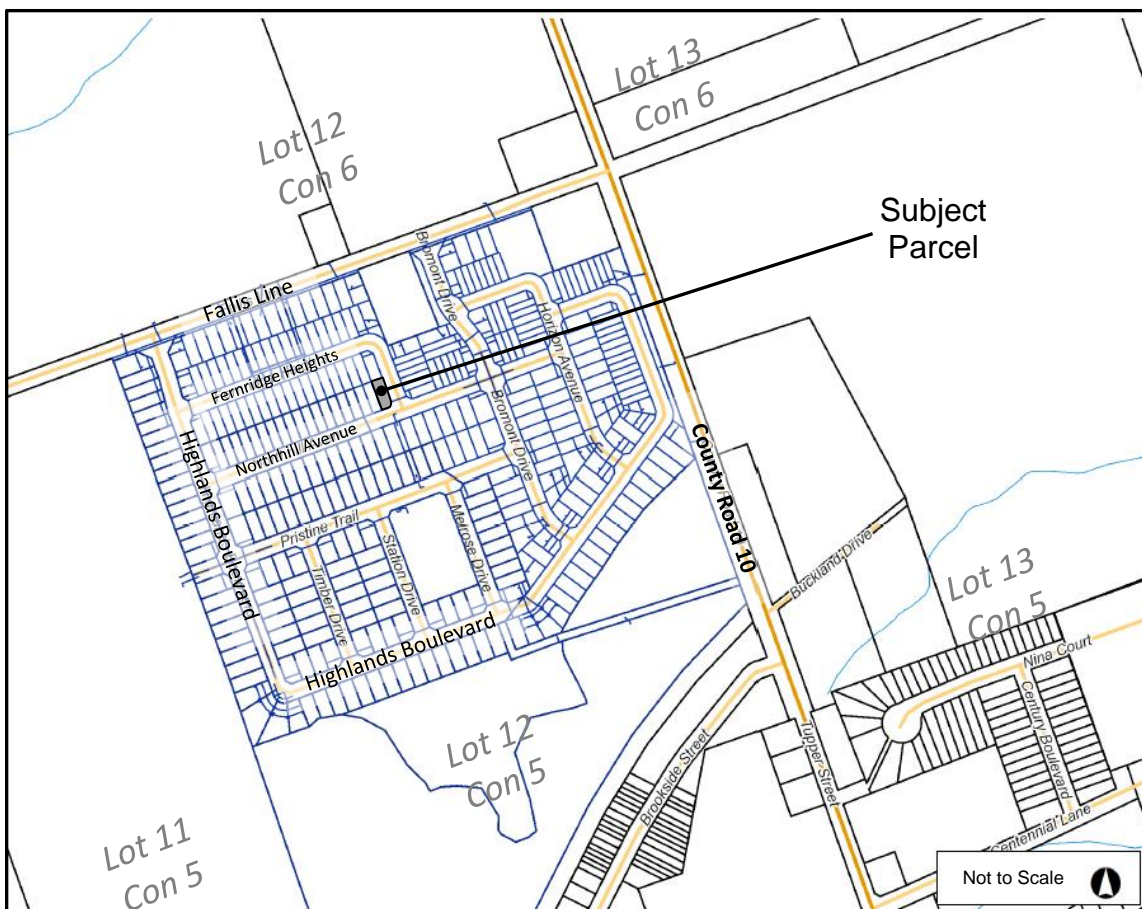 Lot 12
Con 6
Lot 13
Con 6
Subject
Parcel
Fallis Line
Bromont Drive
Horizon Avenue
Fernridge Heights
Northhill Avenue
Highlands Boulevard
Bromont Drive
County Road 10
Pristine Trail
Melrose Drive
Station Drive
Timber Drive
Highlands Boulevard
Buckland Drive
Lot 13
Con 5
Nina Court
Century Boulevard
Lot 12
Con 5
Brookside Street
Tupper Street
Centennial Lane
Lot 11
Con 5
Not to Scale